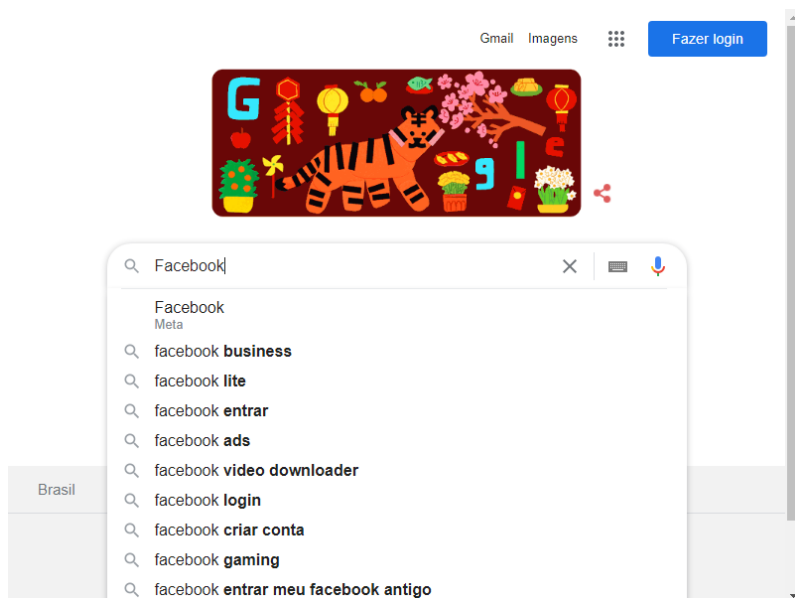 Gmail Imagens Fazer login
G g l e
Facebook
Facebook
Meta
facebook business
facebook lite
facebook entrar
facebook ads
facebook video downloader
facebook login
Brasil
facebook criar conta
facebook gaming
facebook entrar meu facebook antigo